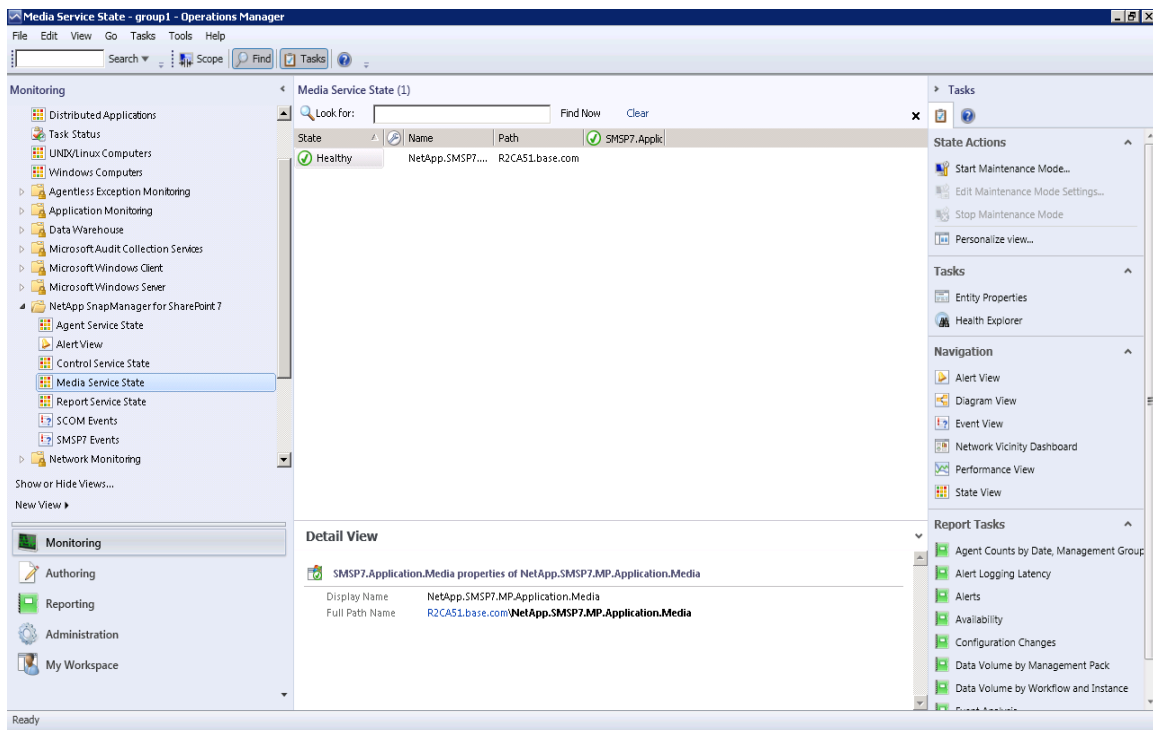 Media Service State - group1 - Operations Manager
File Edit View Go Tasks Tools Help
Search Scope Find Tasks
Monitoring
Distributed Applications
Task Status
UNIX/Linux Computers
Windows Computers
Agentless Exception Monitoring
Application Monitoring
Data Warehouse
Microsoft Audit Collection Services
Microsoft Windows Client
Microsoft Windows Server
NetApp SnapManager for SharePoint 7
Agent Service State
Alert View
Control Service State
Media Service State
Report Service State
SCOM Events
SMSP7 Events
Network Monitoring
Show or Hide Views...
New View
Monitoring
Authoring
Reporting
Administration
My Workspace
Media Service State (1)
Look for: Find Now Clear
State Name Path SMSP7.Applic
Healthy NetApp.SMSP7.... R2CA51.base.com
Detail View
SMSP7.Application.Media properties of NetApp.SMSP7.MP.Application.Media
Display Name NetApp.SMSP7.MP.Application.Media
Full Path Name R2CA51.base.com\NetApp.SMSP7.MP.Application.Media
Tasks
State Actions
Start Maintenance Mode...
Edit Maintenance Mode Settings...
Stop Maintenance Mode
Personalize view...
Tasks
Entity Properties
Health Explorer
Navigation
Alert View
Diagram View
Event View
Network Vicinity Dashboard
Performance View
State View
Report Tasks
Agent Counts by Date, Management Group
Alert Logging Latency
Alerts
Availability
Configuration Changes
Data Volume by Management Pack
Data Volume by Workflow and Instance
Ready